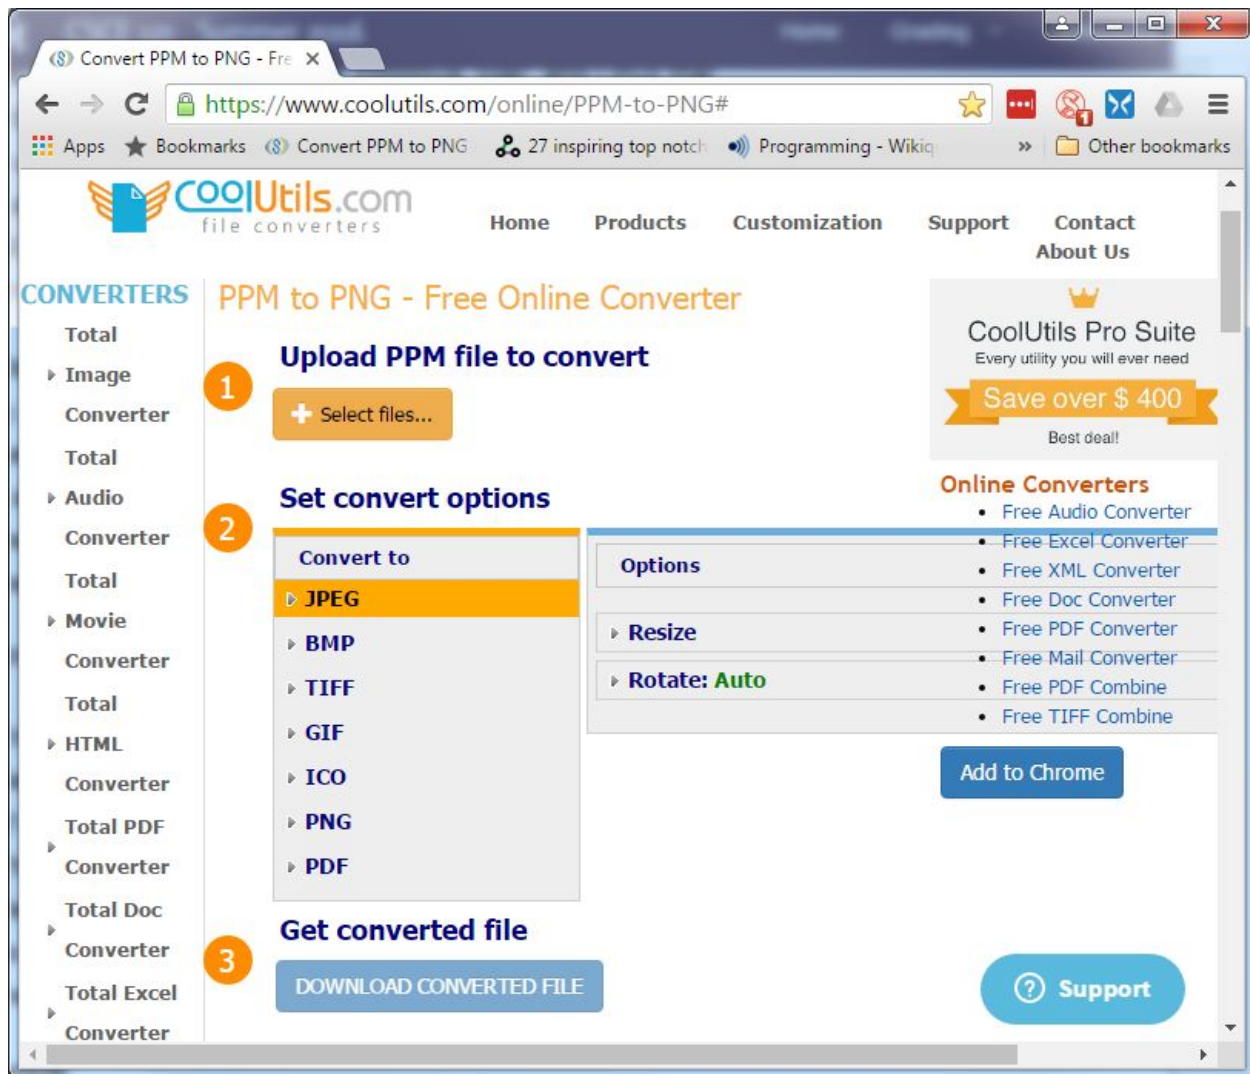 Home
Convert PPM to PNG - Fre
https://www.coolutils.com/online/PPM-to-PNG#
1
Apps Bookmarks Convert PPM to PNG 27 inspiring top notch Programming - Wikiq » Other bookmarks
CoolUtils.com
file converters
Home Products Customization Support Contact
About Us
CONVERTERS
Total
Image
Converter
Total
Audio
Converter
Total
Movie
Converter
Total
HTML
Converter
Total PDF
Converter
Total Doc
Converter
Total Excel
Converter
PPM to PNG - Free Online Converter
1
Upload PPM file to convert
Select files...
2
Set convert options
Convert to
JPEG
BMP
TIFF
GIF
ICO
PNG
PDF
Options
Resize
Rotate: Auto
3
Get converted file
DOWNLOAD CONVERTED FILE
CoolUtils Pro Suite
Every utility you will ever need
Save over $ 400
Best deal!
Online Converters
Free Audio Converter
Free Excel Converter
Free XML Converter
Free Doc Converter
Free PDF Converter
Free Mail Converter
Free PDF Combine
Free TIFF Combine
Add to Chrome
Support